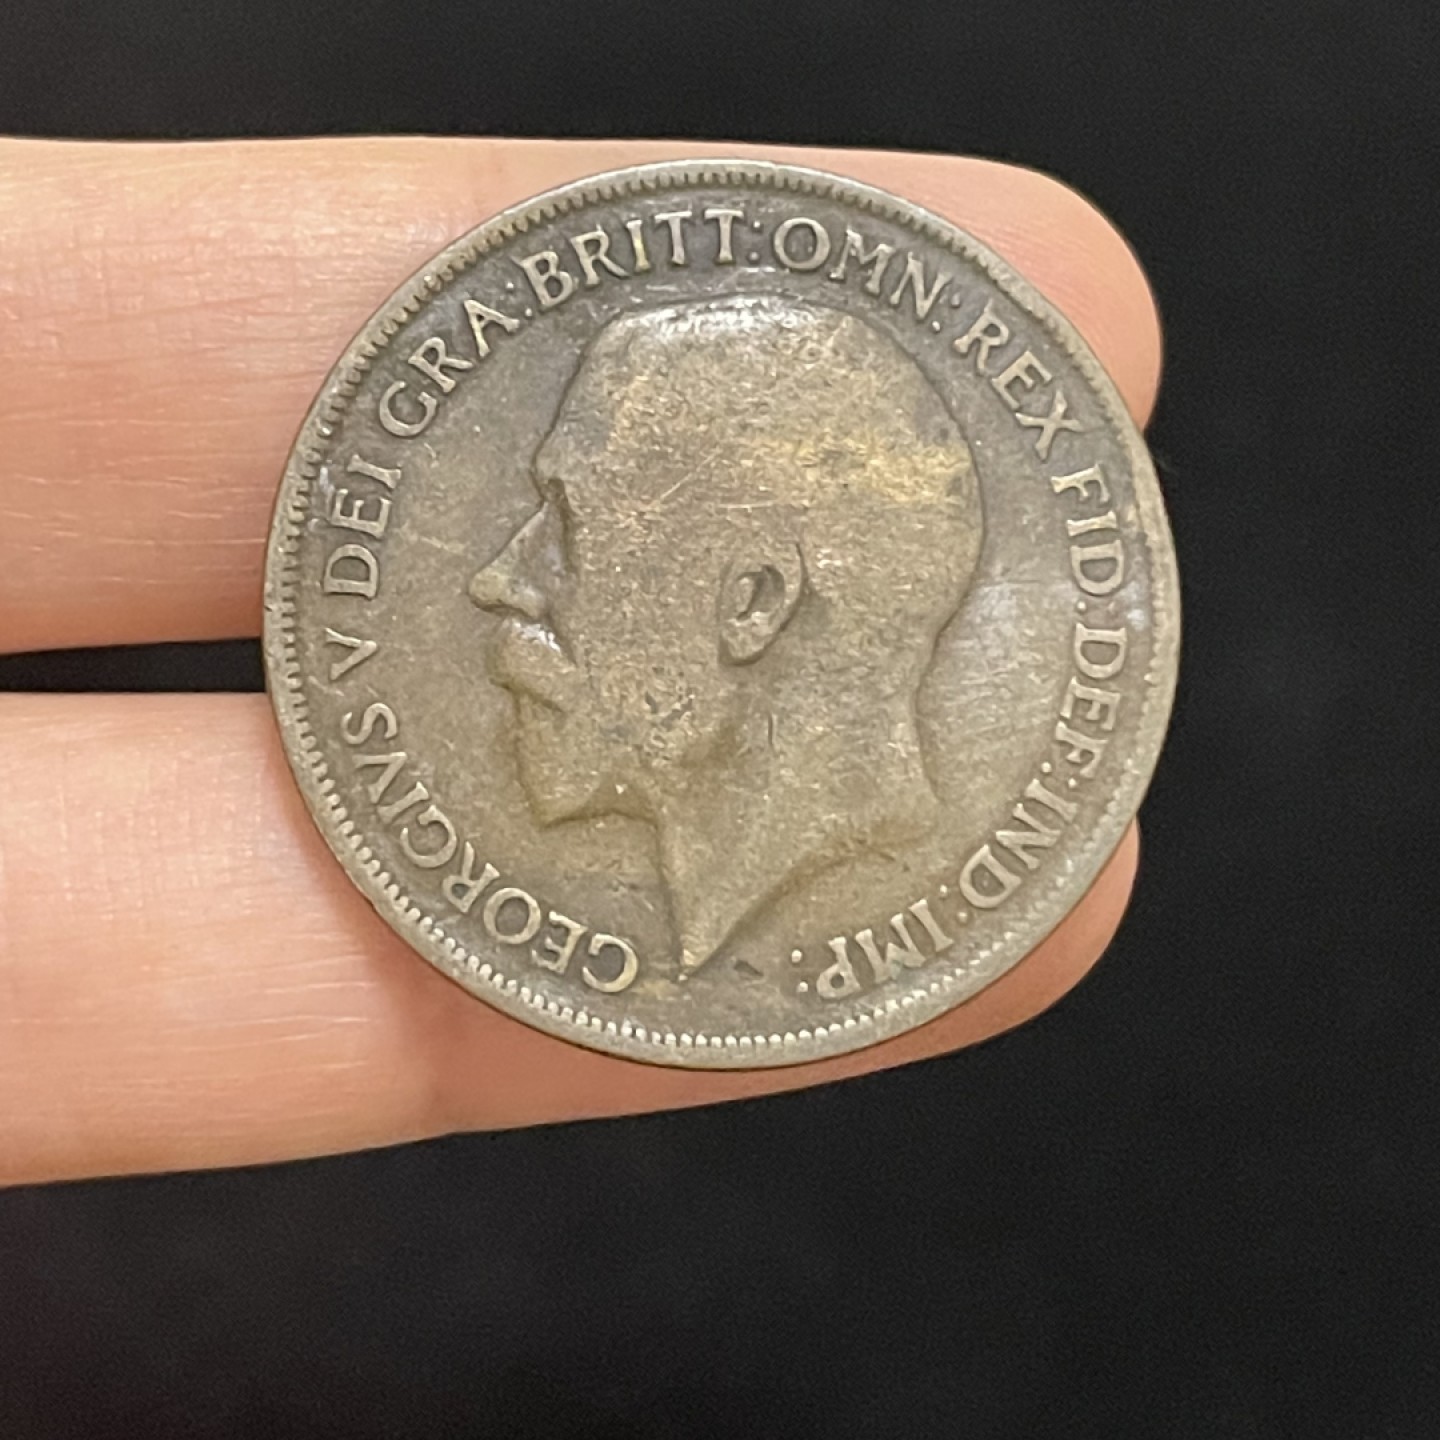 GEORGIVS V DEI GRA: BRITT: OMN: REX FID: DEF: IND: IMP: